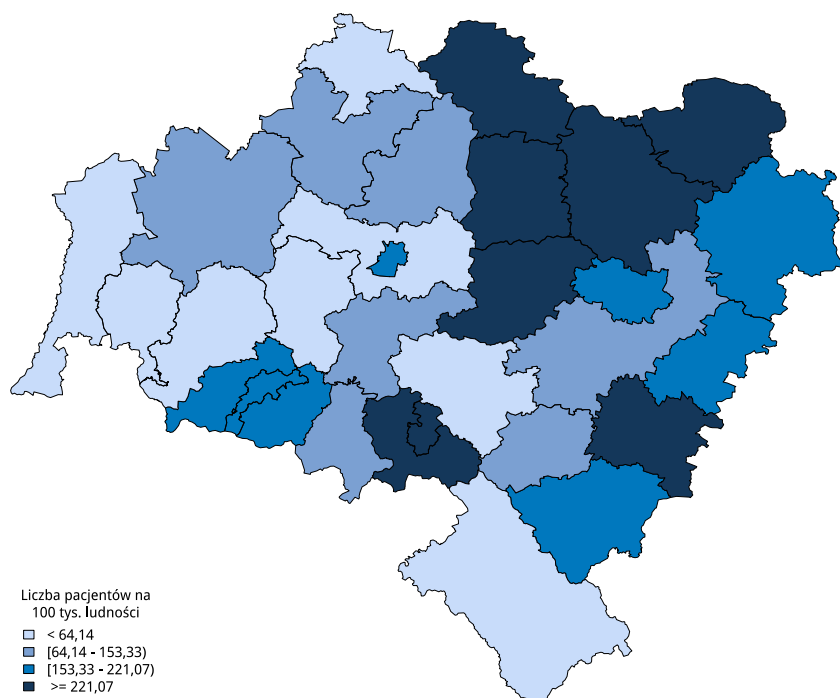 Liczba pacjentów na
100 tys. ludności
< 64,14
[64,14 - 153,33)
[153,33 - 221,07)
>= 221,07